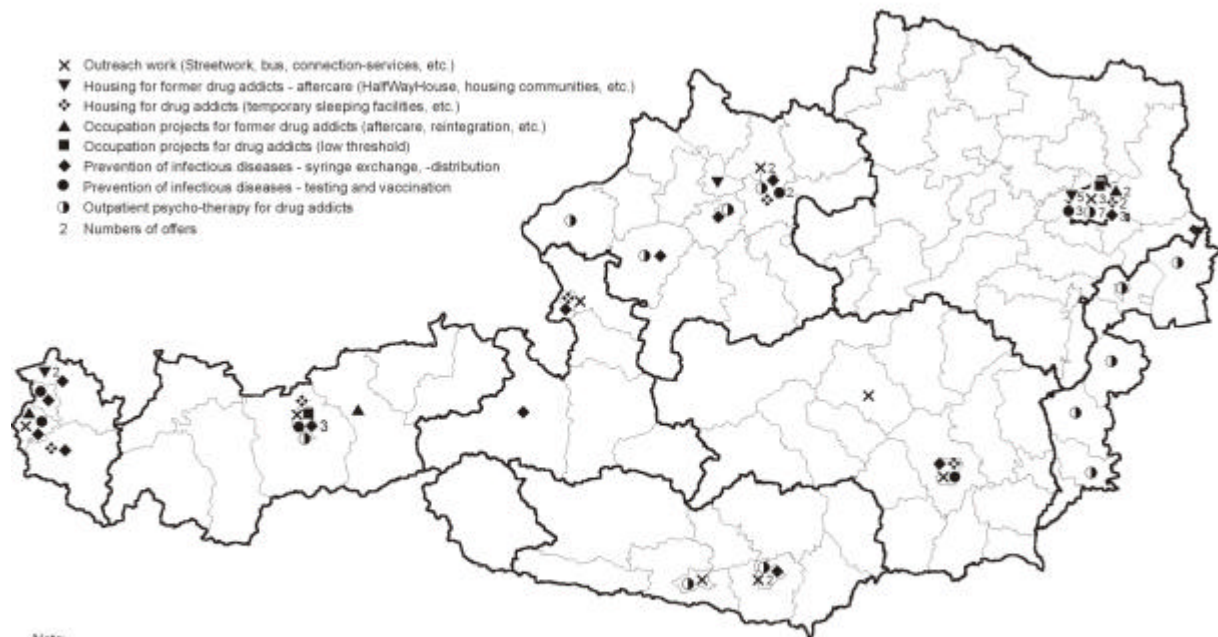 Outreach work (Streetwork, bus, connection-services, etc.)
Housing for former drug addicts - aftercare (HalfWayHouse, housing communities, etc.)
Housing for drug addicts (temporary sleeping facilities, etc.)
Occupation projects for former drug addicts (aftercare, reintegration, etc.)
Occupation projects for drug addicts (low threshold)
Prevention of infectious diseases - syringe exchange, -distribution
Prevention of infectious diseases - testing and vaccination
Outpatient psycho-therapy for drug addicts
2 Numbers of offers
2
2
2
5 3 2
3 7 3
2
3
2